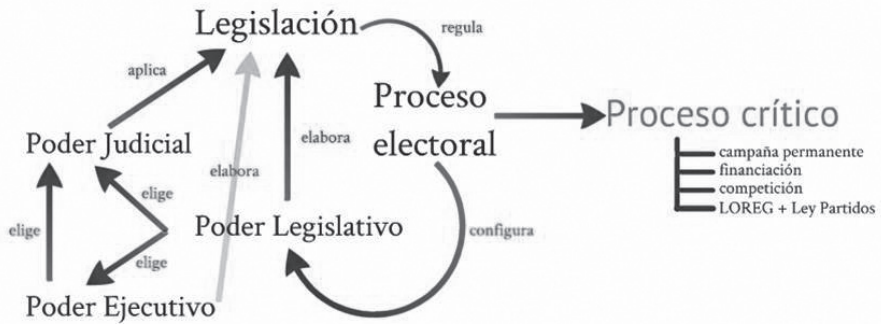 Legislación
regula
aplica
Proceso
electoral
Proceso crítico
Poder Judicial
elabora
campaña permanente
elabora
financiación
elige
competición
LOREG + Ley Partidos
elige
Poder Legislativo
configura
elige
Poder Ejecutivo